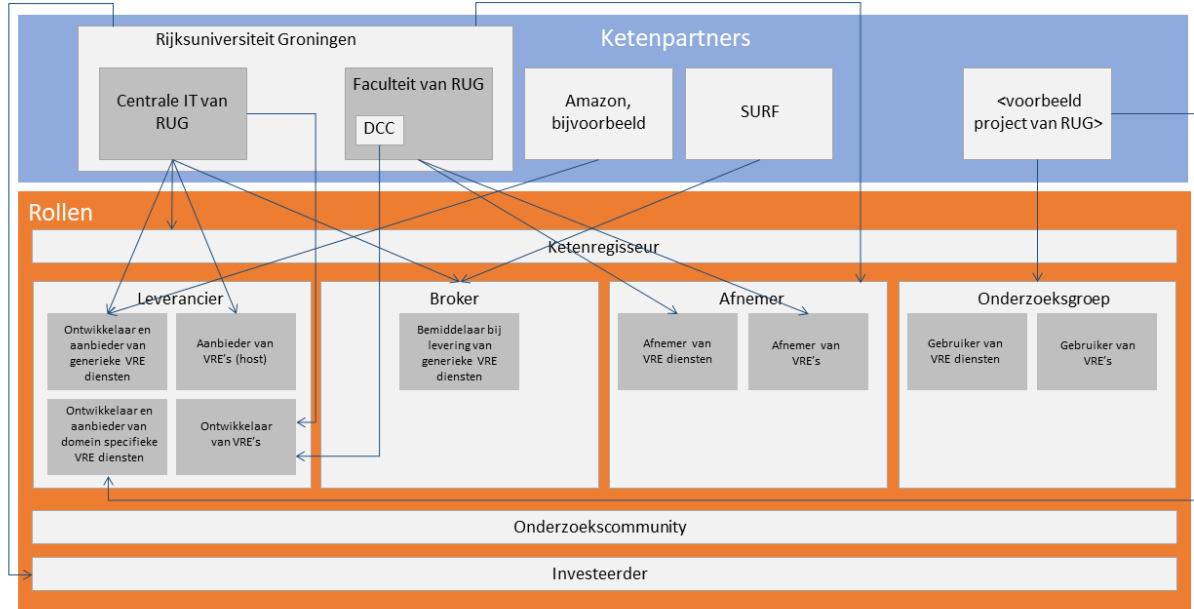 Rijksuniversiteit Groningen
Ketenpartners
Centrale IT van
RUG
Faculteit van RUG
DCC
Amazon,
bijvoorbeeld
SURF
<voorbeeld
project van RUG>
Rollen
Ketenregisseur
Leverancier
Ontwikkelaar en
aanbieder van
generieke VRE
diensten
Aanbieder van
VRE's (host)
Ontwikkelaar en
aanbieder van
domein specifieke
VRE diensten
Ontwikkelaar
van VRE's
Broker
Bemiddelaar bij
levering van
generieke VRE
diensten
Afnemer
Afnemer van
VRE diensten
Afnemer van
VRE's
Onderzoeksgroep
Gebruiker van
VRE diensten
Gebruiker van
VRE's
Onderzoekscommunity
Investeerder